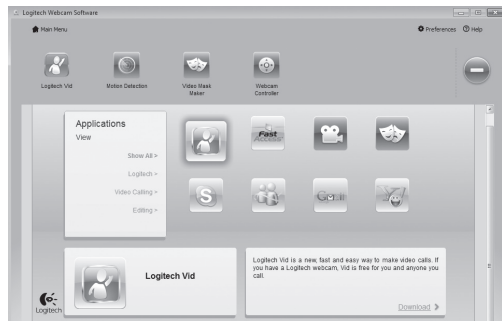 Logitech Webcam Software
Main Menu
Preferences
Help
Logitech Vid
Motion Detection
Video Mask
Maker
Webcam
Controller
Applications
View
Show All >
Logitech >
Video Calling >
Editing >
Fast
Access
S
Gmail
Y!
Logitech Vid
Logitech Vid is a new, fast and easy way to make video calls. If
you have a Logitech webcam, Vid is free for you and anyone you
call.
Download >
Logitech